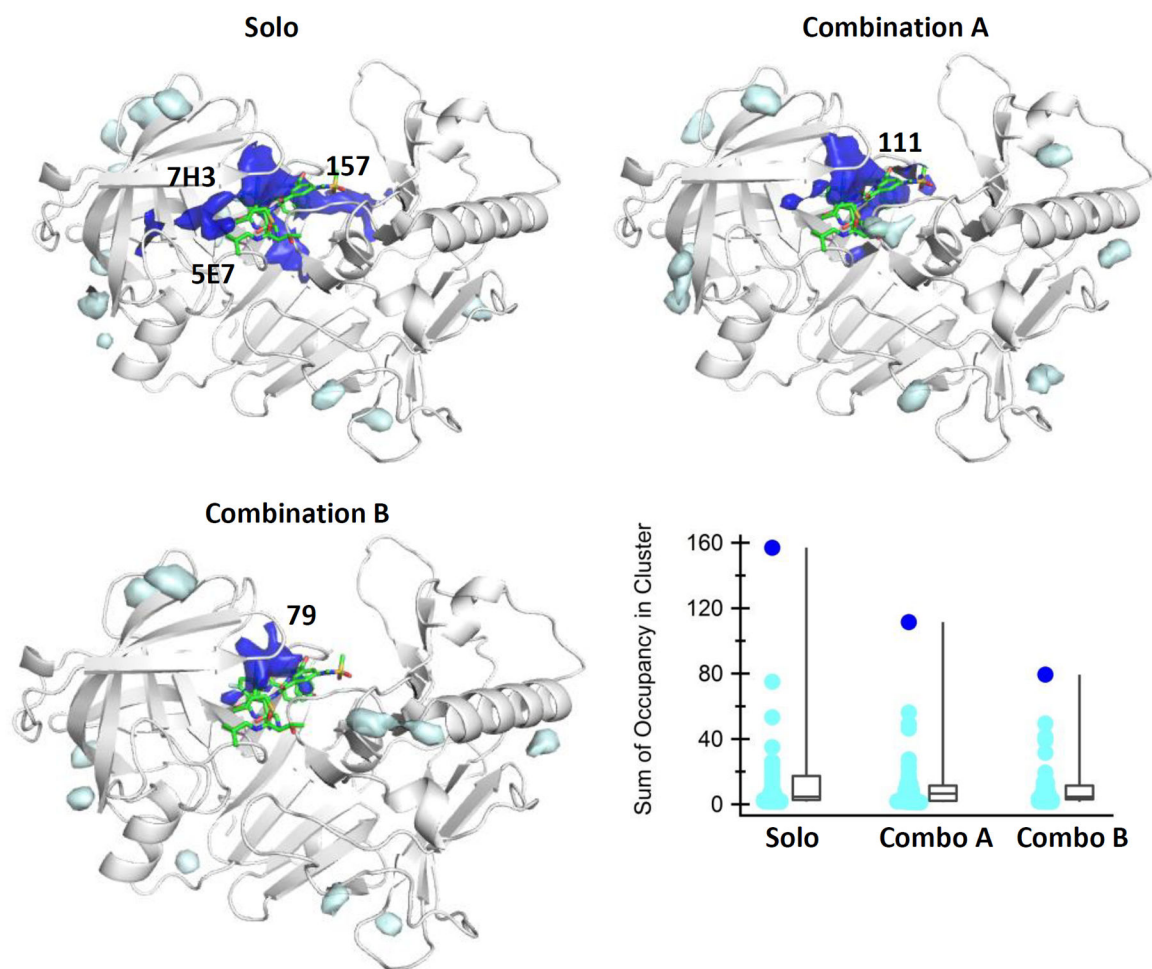 Solo
Combination A
7H3
157
5E7
111
Combination B
79
Sum of Occupancy in Cluster
160
120
80
40
0
Solo
Combo A
Combo B